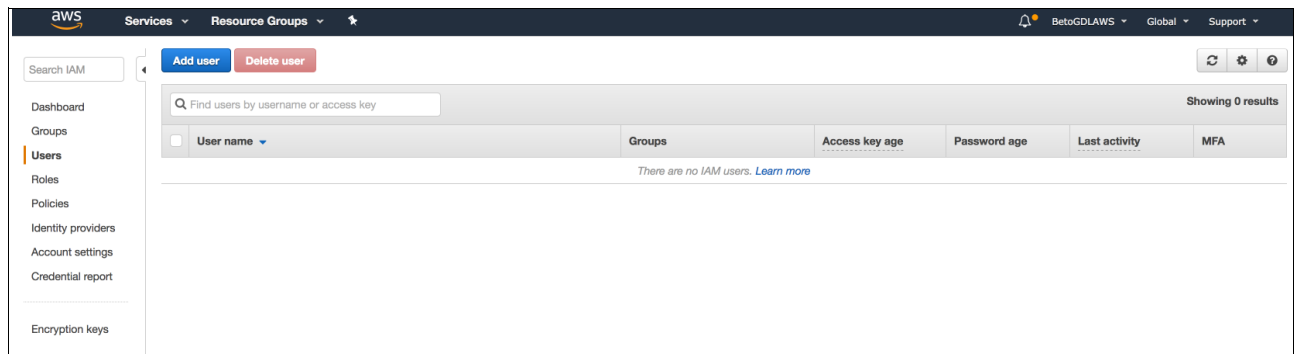 aws Services Resource Groups BetoGDLAWS Global Support
Search IAM
Dashboard
Groups
Users
Roles
Policies
Identity providers
Account settings
Credential report
Encryption keys
Add user Delete user
Find users by username or access key Showing 0 results
User name Groups Access key age Password age Last activity MFA
There are no IAM users. Learn more